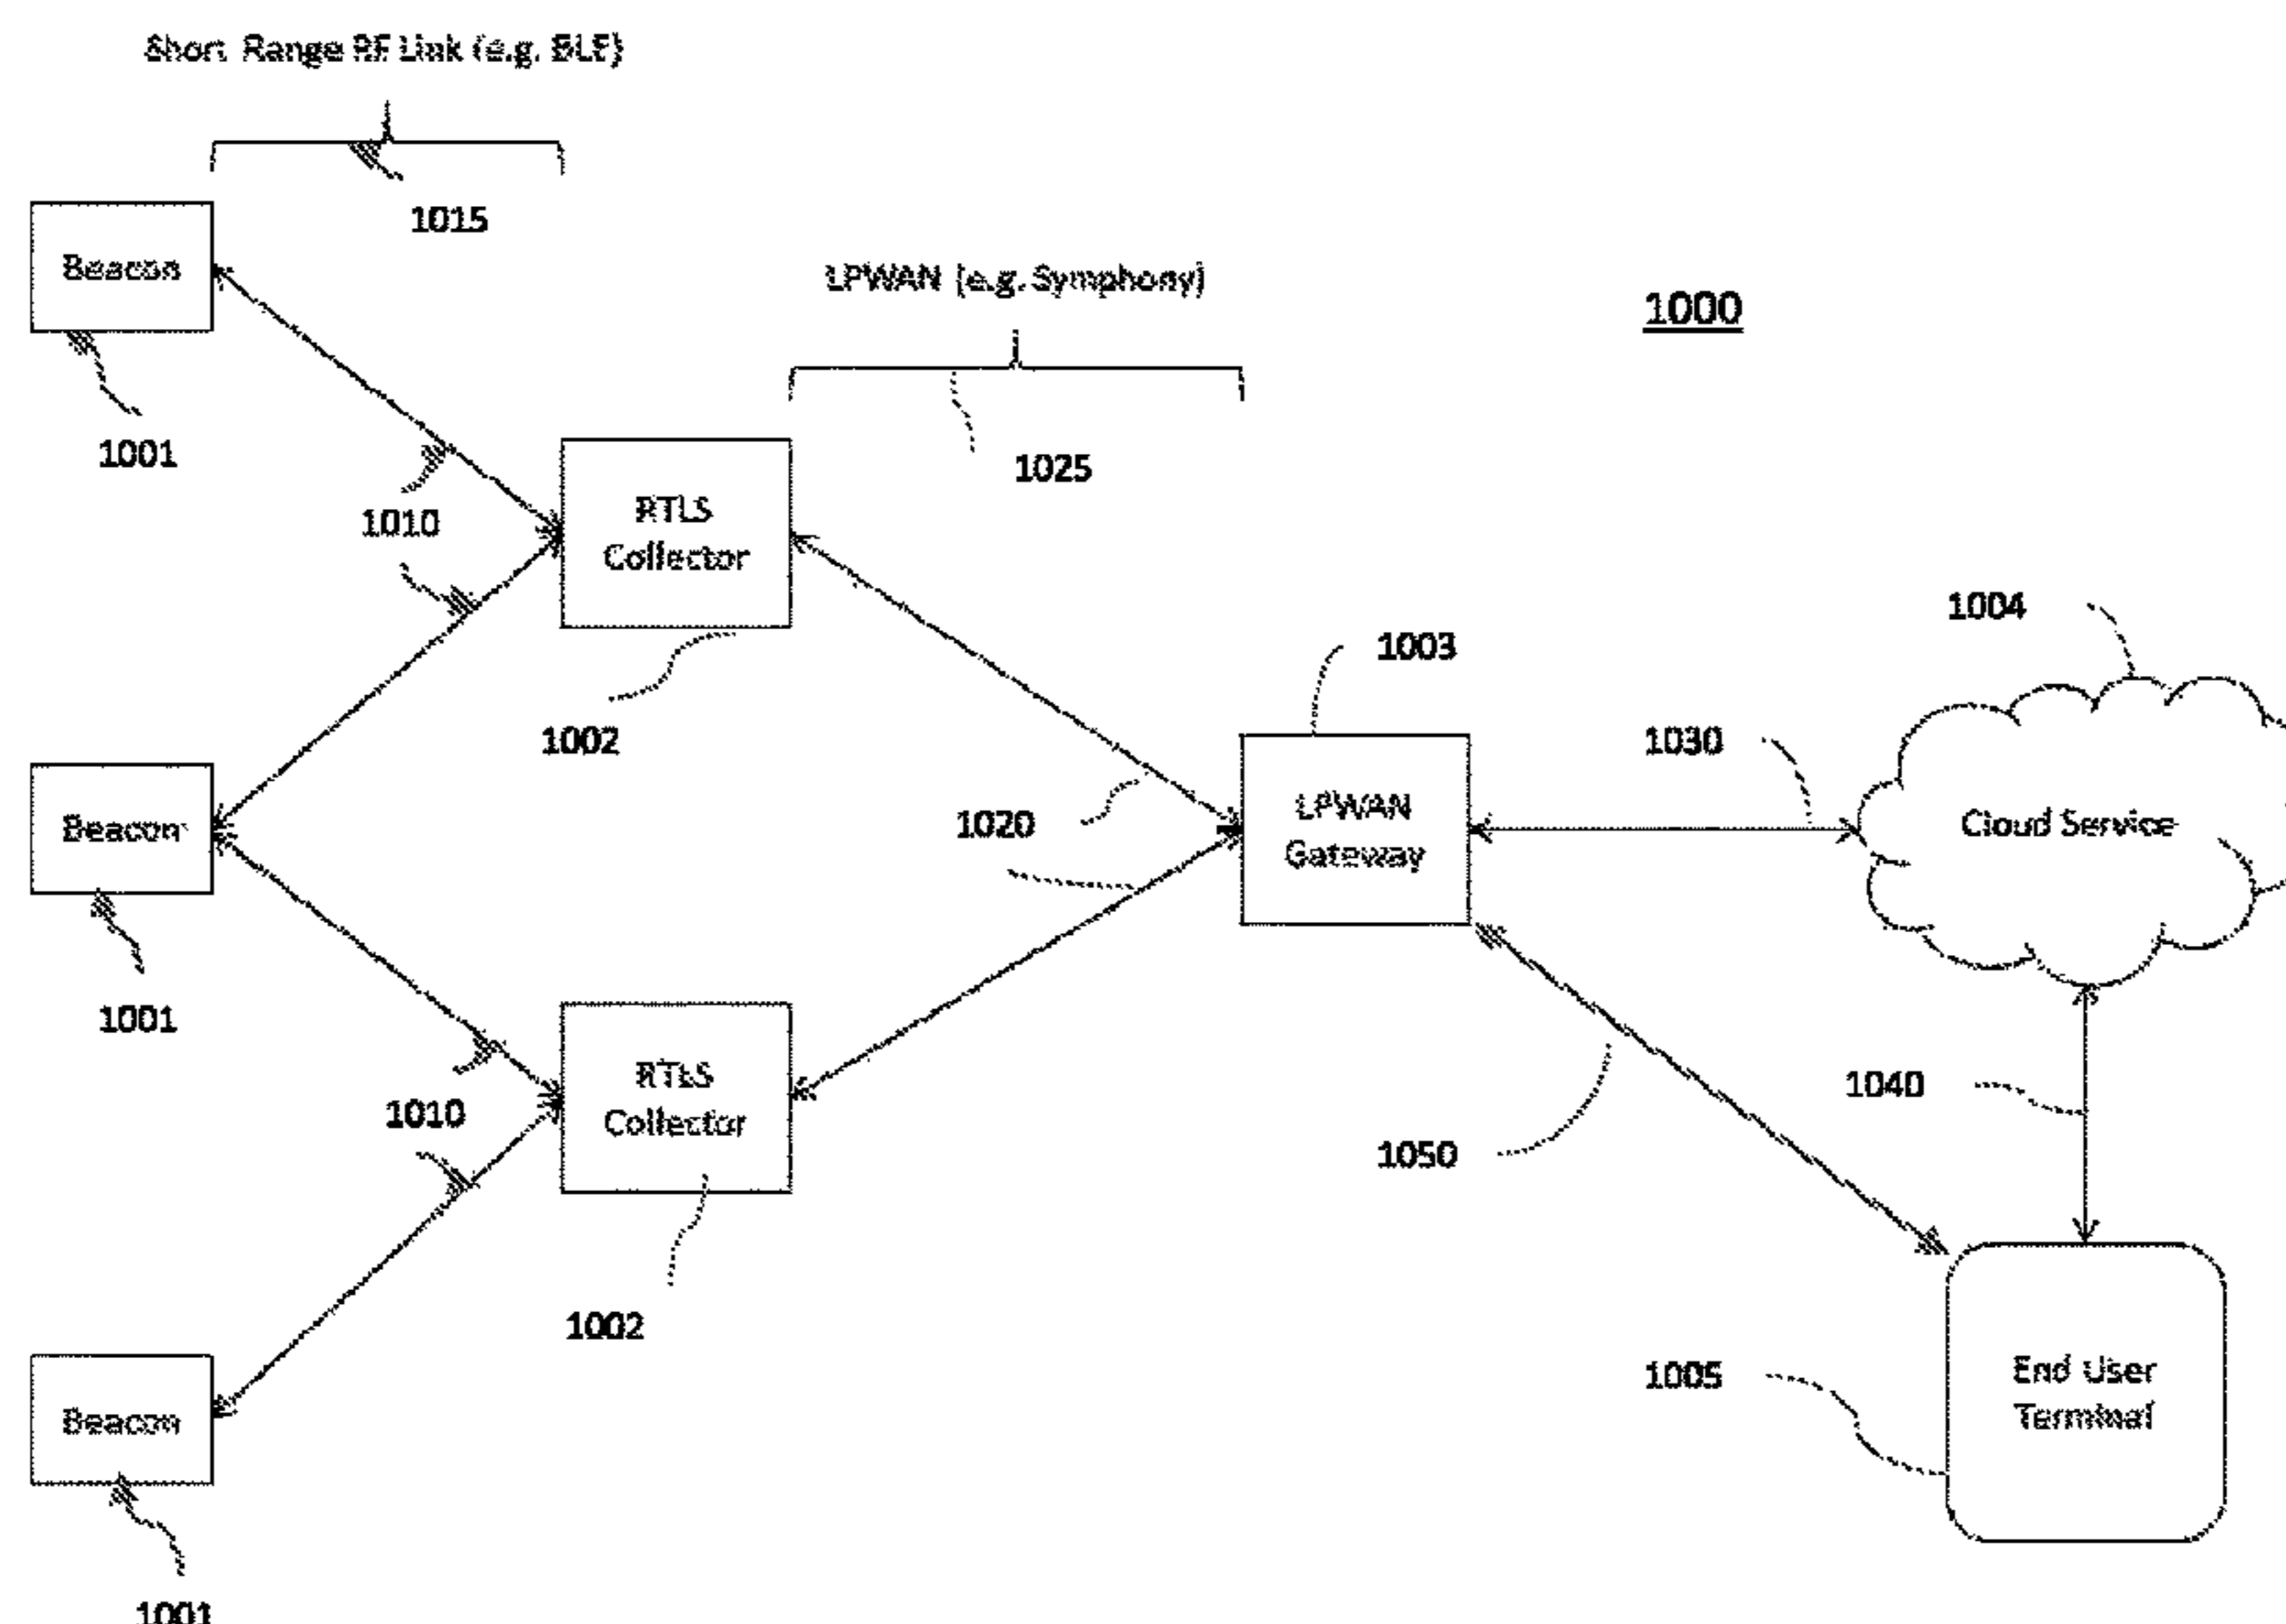 Short Range RF Link (e.g. BLE)
1015
Beacon
LPWAN (e.g. Symphony)
1000
1001
1025
RTLS
Collector
1010
1004
1003
1002
1030
Beacon
LPWAN
Gateway
Cloud Service
1020
1001
RTLS
Collector
1040
1010
1050
1002
1005
End User
Terminal
Beacon
1001